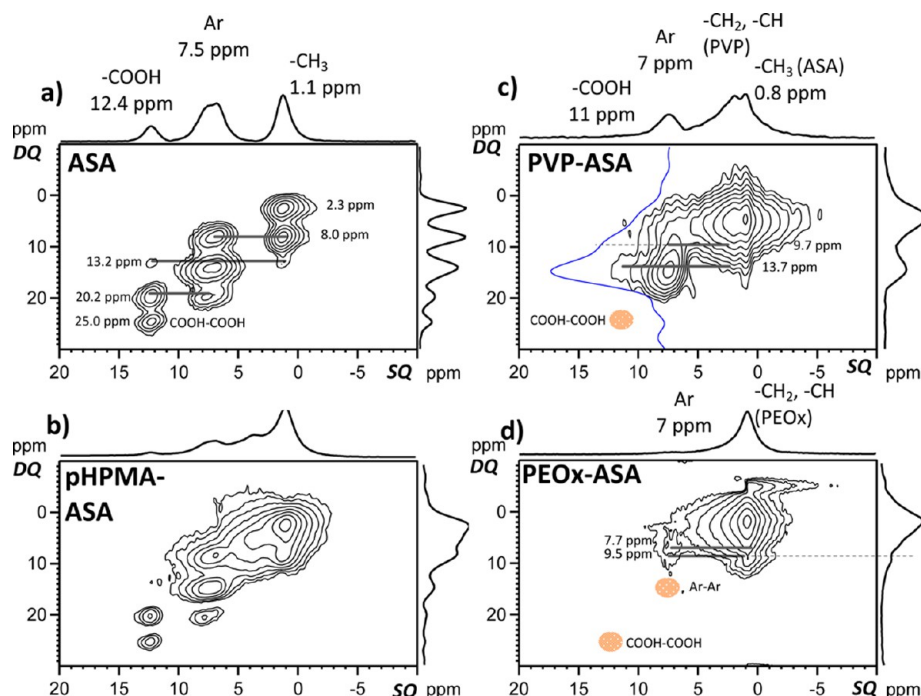 a)
-COOH
12.4 ppm
Ar
7.5 ppm
-CH3
1.1 ppm
ppm
DQ
ASA
0
10
20
2.3 ppm
8.0 ppm
13.2 ppm
20.2 ppm
25.0 ppm
COOH-COOH
20 15 10 5 0 -5 SQ ppm
c)
-COOH
11 ppm
Ar
7 ppm
-CH2, -CH
(PVP)
-CH3 (ASA)
0.8 ppm
ppm
DQ
PVP-ASA
0
10
20
9.7 ppm
13.7 ppm
COOH-COOH
20 15 10 5 0 -5 SQ ppm
b)
ppm
DQ
pHPMA-
ASA
0
10
20
20 15 10 5 0 -5 SQ ppm
d)
Ar
7 ppm
-CH2, -CH
(PEOx)
ppm
DQ
PEOx-ASA
0
10
20
7.7 ppm
9.5 ppm
, Ar-Ar
COOH-COOH
20 15 10 5 0 -5 SQ ppm